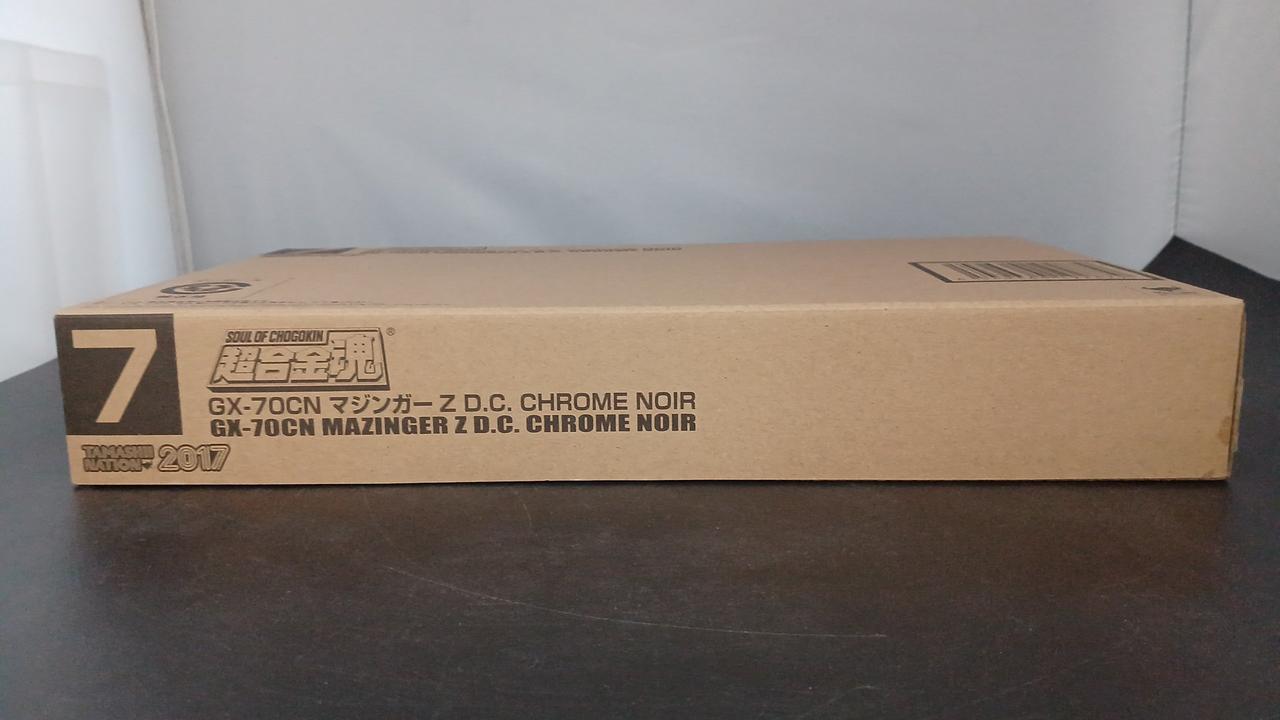 7
SOUL OF CHOGOKIN
超合金魂®
GX-70CN マジンガー Z D.C. CHROME NOIR
GX-70CN MAZINGER Z D.C. CHROME NOIR
TAMASHII NATION 2017